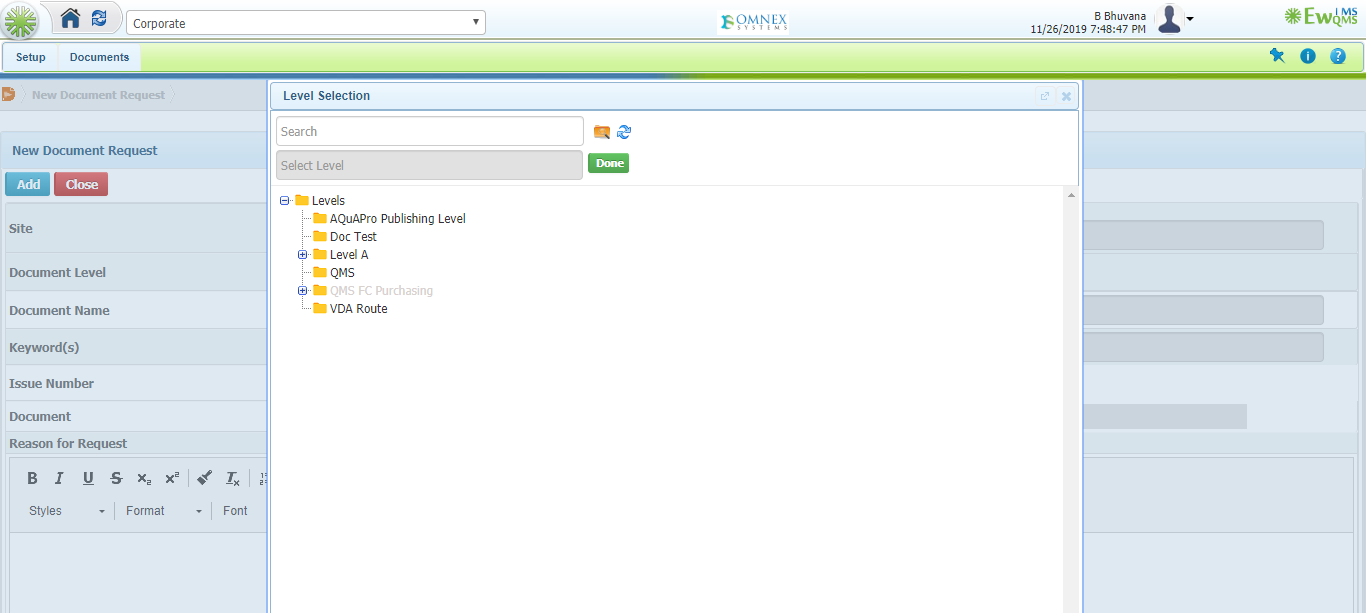 Corporate
OMNEX
SYSTEMS
B Bhuvana
11/26/2019 7:48:47 PM
EwQMS
iMS
Setup
Documents
New Document Request
Level Selection
Search
Select Level
Done
New Document Request
Add
Close
Levels
AQuAPro Publishing Level
Doc Test
Level A
QMS
QMS FC Purchasing
VDA Route
Site
Document Level
Document Name
Keyword(s)
Issue Number
Document
Reason for Request
B I U S x₂ x² Ix
Styles Format Font